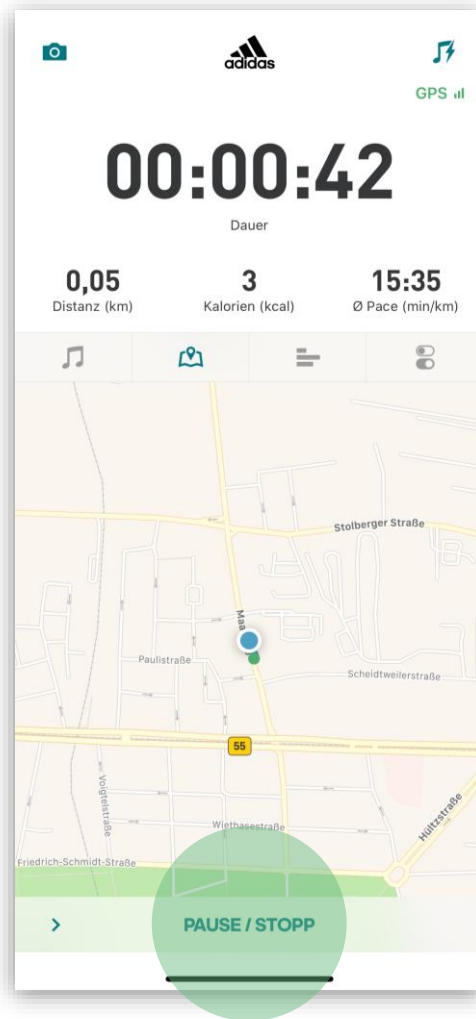 adidas
GPS
00:00:42
Dauer
0,05 3 15:35
Distanz (km) Kalorien (kcal) Ø Pace (min/km)
Stolberger Straße
Paulistraße
Scheidtweilerstraße
55
Voigtelstraße
Wiethasestraße
Hültzstraße
Friedrich-Schmidt-Straße
PAUSE / STOPP